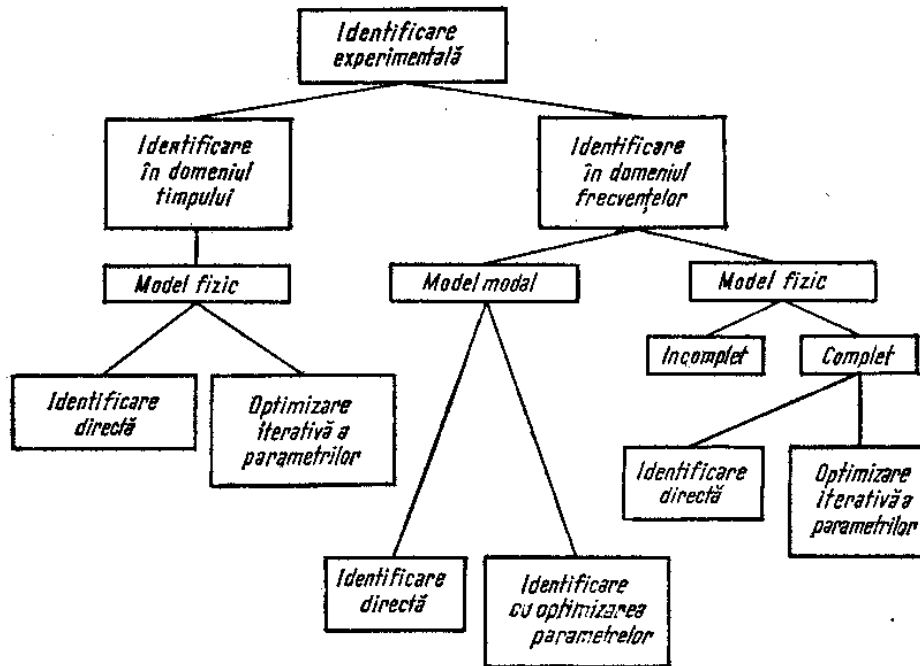 Identificare
experimentală
Identificare
în domeniul
timpului
Identificare
în domeniul
frecvențelor
Model fizic
Model modal
Model fizic
Incomplet
Complet
Identificare
directă
Optimizare
iterativă a
parametrilor
Identificare
directă
Optimizare
iterativă a
parametrilor
Identificare
directă
Identificare
cu optimizarea
parametrelor